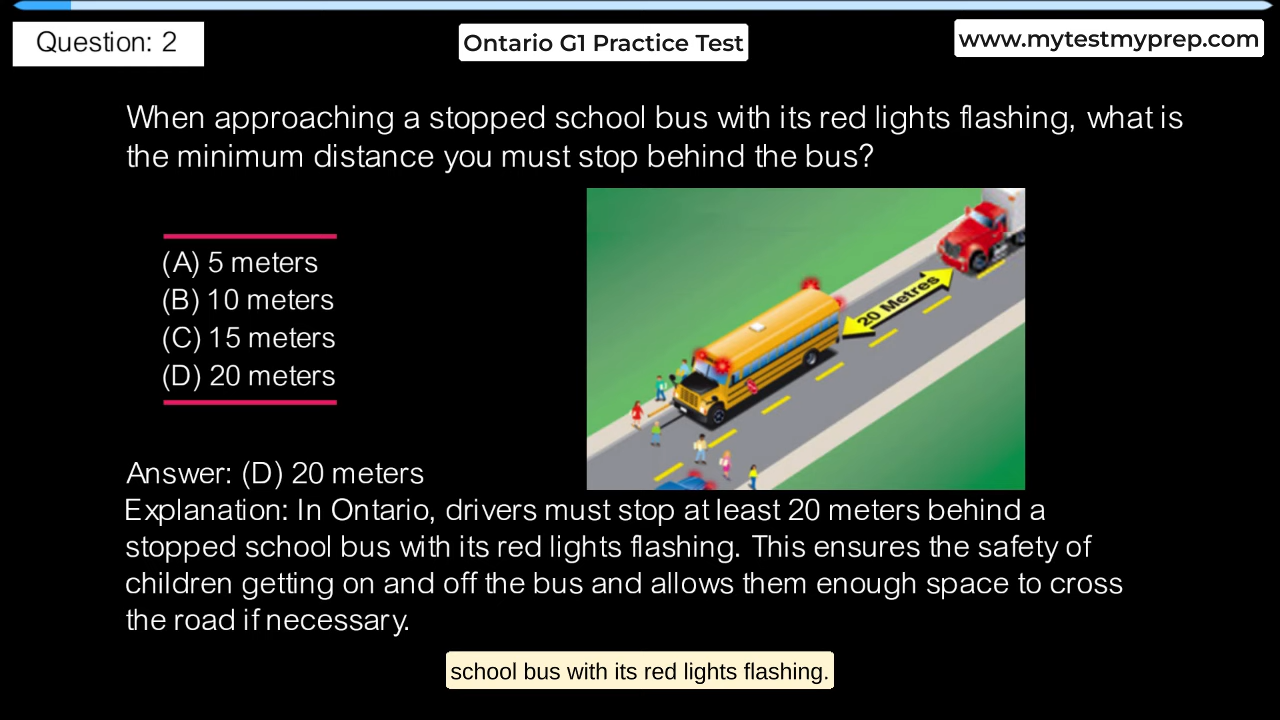 Question: 2
Ontario G1 Practice Test
www.mytestmyprep.com
When approaching a stopped school bus with its red lights flashing, what is
the minimum distance you must stop behind the bus?
(A) 5 meters
(B) 10 meters
(C) 15 meters
(D) 20 meters
20 Metres
Answer: (D) 20 meters
Explanation: In Ontario, drivers must stop at least 20 meters behind a
stopped school bus with its red lights flashing. This ensures the safety of
children getting on and off the bus and allows them enough space to cross
the road if necessary.
school bus with its red lights flashing.